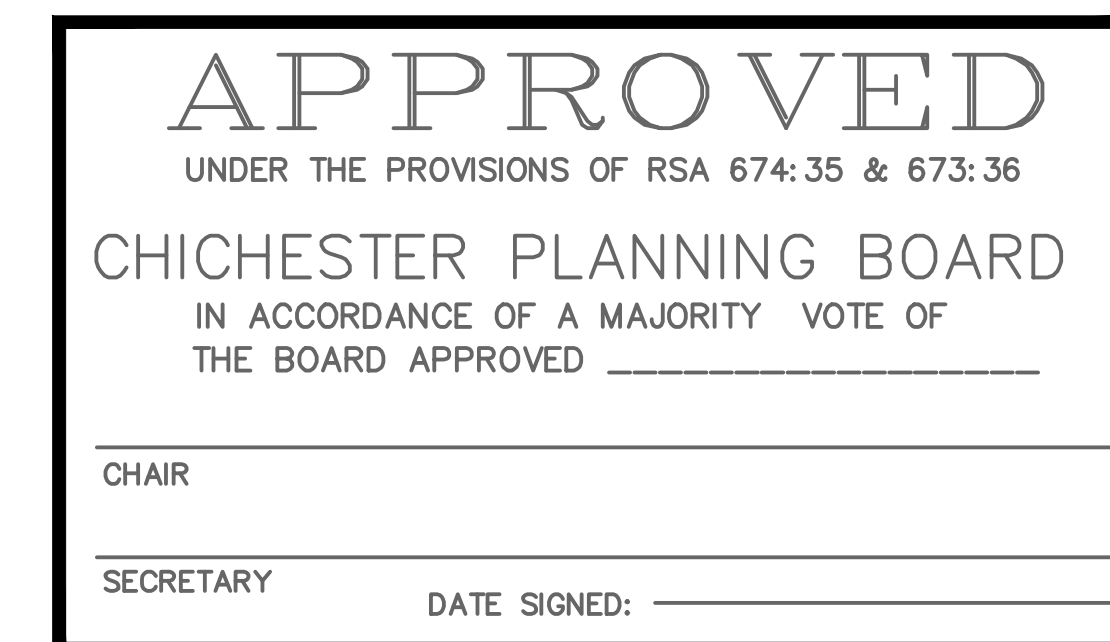 APPROVED
UNDER THE PROVISIONS OF RSA 674:35 & 673:36
CHICHESTER PLANNING BOARD
IN ACCORDANCE OF A MAJORITY VOTE OF
THE BOARD APPROVED _________________
CHAIR
SECRETARY
DATE SIGNED: